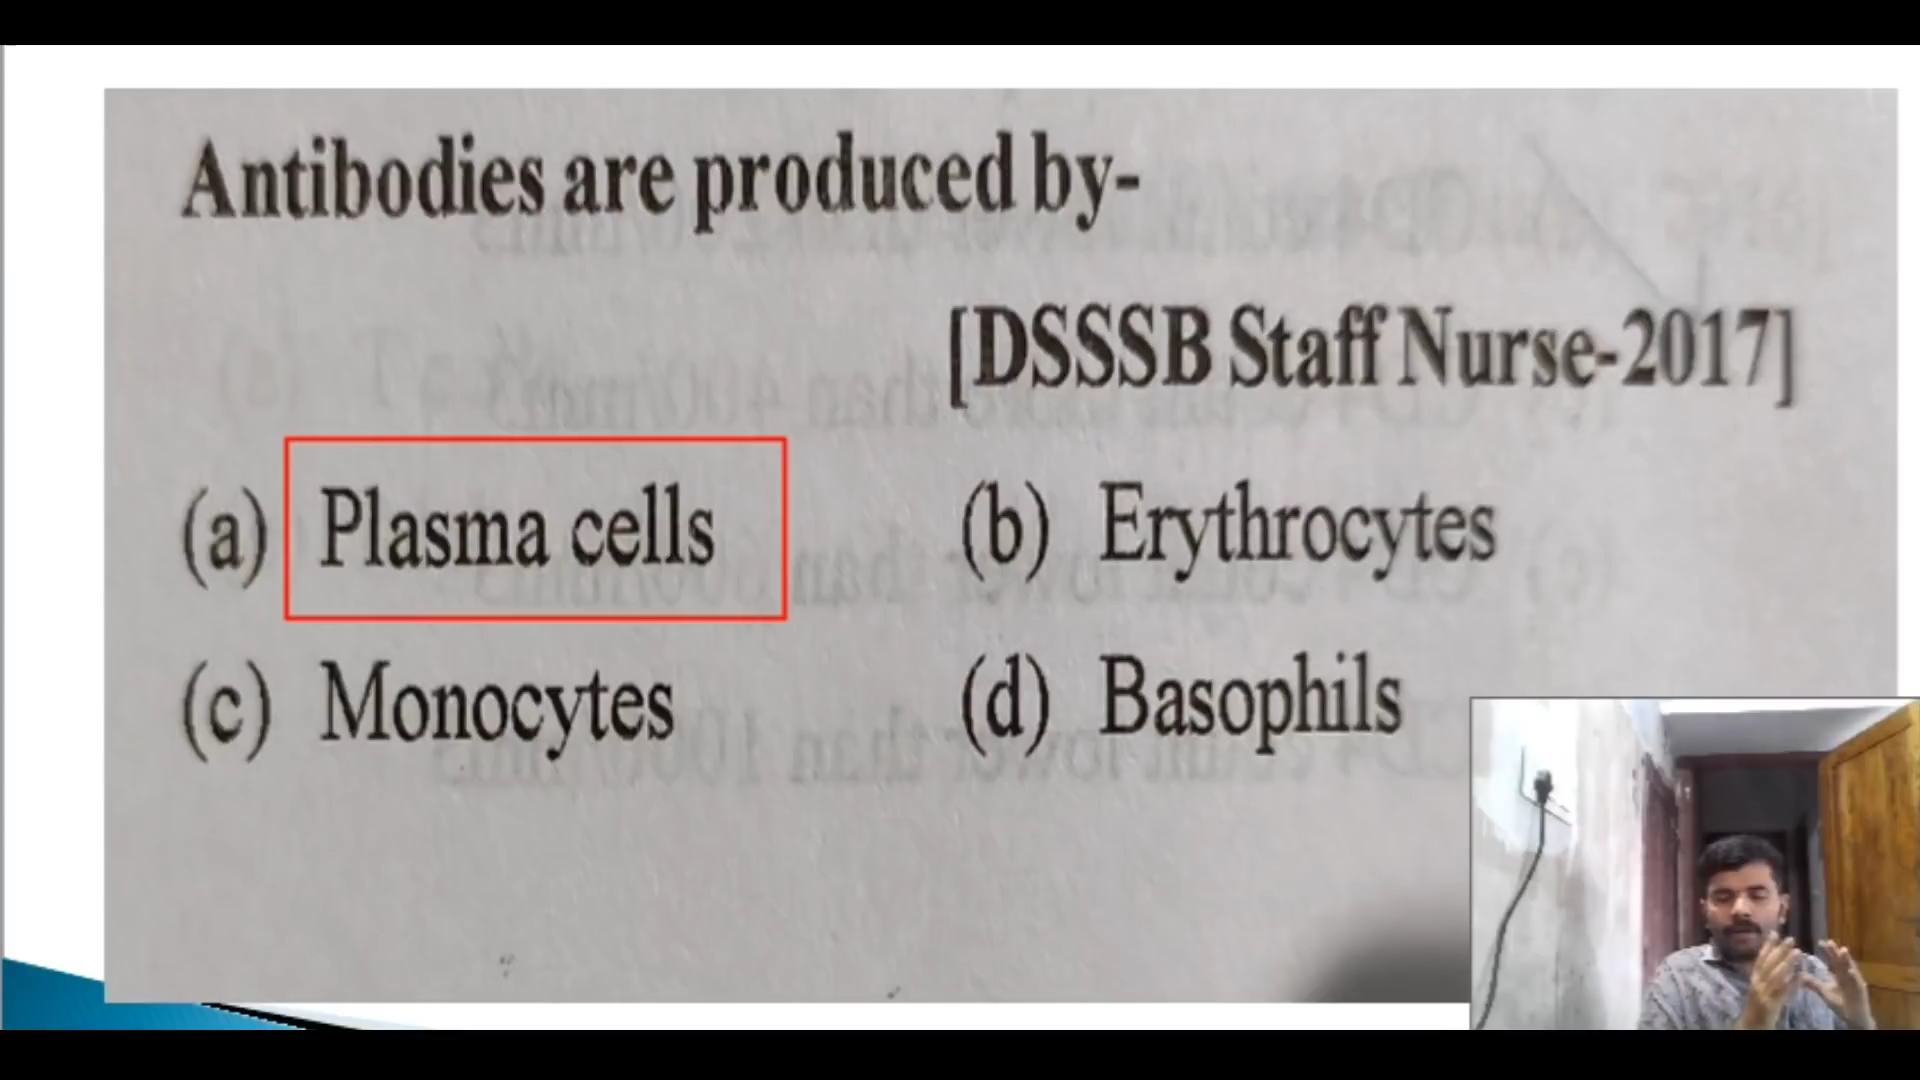 Antibodies are produced by-
[DSSSB Staff Nurse-2017]
(a) Plasma cells (b) Erythrocytes
(c) Monocytes (d) Basophils